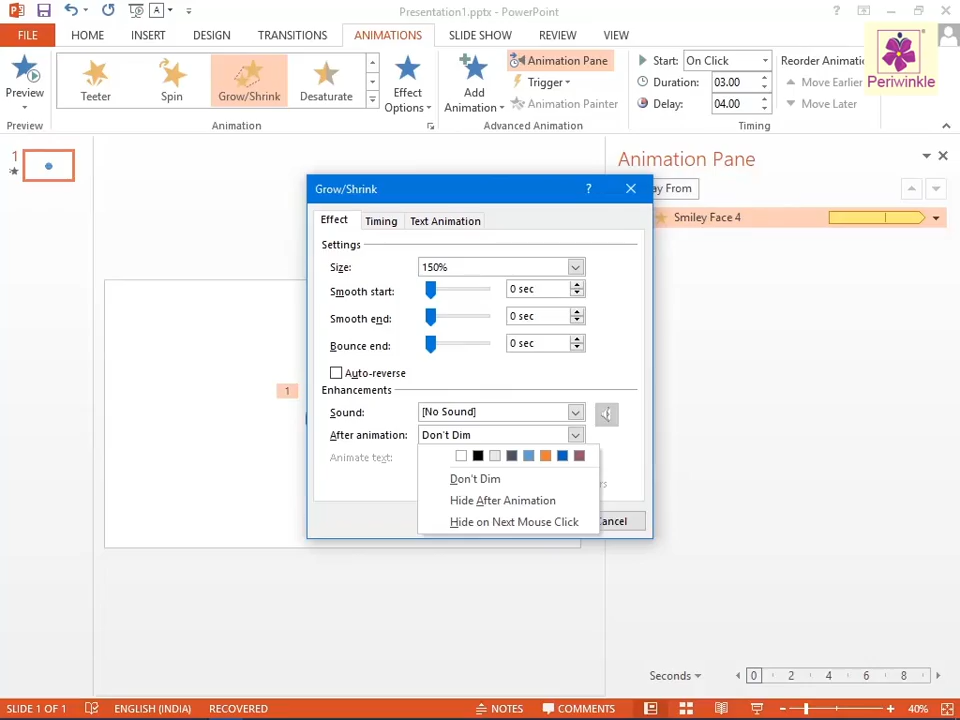 Presentation1.pptx - PowerPoint
FILE HOME INSERT DESIGN TRANSITIONS ANIMATIONS SLIDE SHOW REVIEW VIEW
Periwinkle
Preview
Teeter Spin Grow/Shrink Desaturate
Effect Options
Add Animation
Animation Pane
Trigger
Animation Painter
Start: On Click
Duration: 03.00
Delay: 04.00
Reorder Animati
Move Earlier
Move Later
Preview Animation Advanced Animation Timing
1
Animation Pane
ay From
Smiley Face 4
Grow/Shrink
Effect Timing Text Animation
Settings
Size: 150%
Smooth start: 0 sec
Smooth end: 0 sec
Bounce end: 0 sec
Auto-reverse
1
Enhancements
Sound: [No Sound]
After animation: Don't Dim
Animate text:
Don't Dim
rs
Hide After Animation
Hide on Next Mouse Click
Cancel
Seconds 0 2 4 6 8
SLIDE 1 OF 1 ENGLISH (INDIA) RECOVERED NOTES COMMENTS 40%